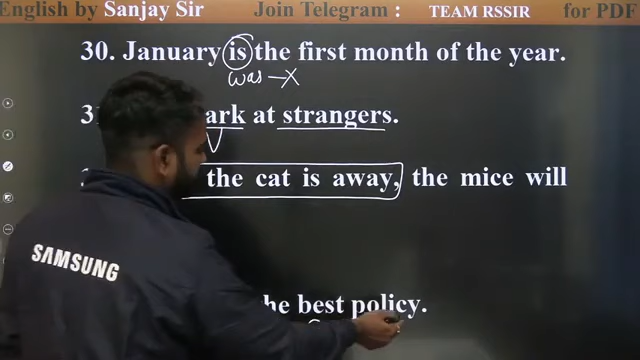 English by Sanjay Sir Join Telegram : TEAM RSSIR for PDF
30. January is the first month of the year.
was - X
ark at strangers.
the cat is away, the mice will
SAMSUNG
he best policy.